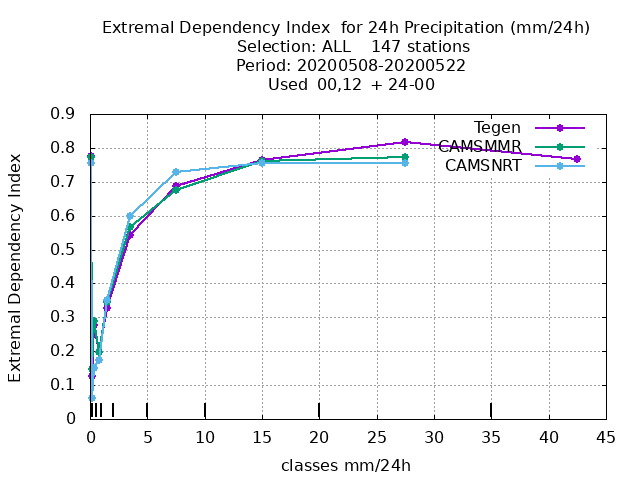 Extremal Dependency Index  for 24h Precipitation (mm/24h)
Selection: ALL    147 stations
Period: 20200508-20200522
Used  00,12  + 24-00
Extremal Dependency Index
0.9
0.8
0.7
0.6
0.5
0.4
0.3
0.2
0.1
0
Tegen
CAMSMMR
CAMSNRT
0 5 10 15 20 25 30 35 40 45
classes mm/24h